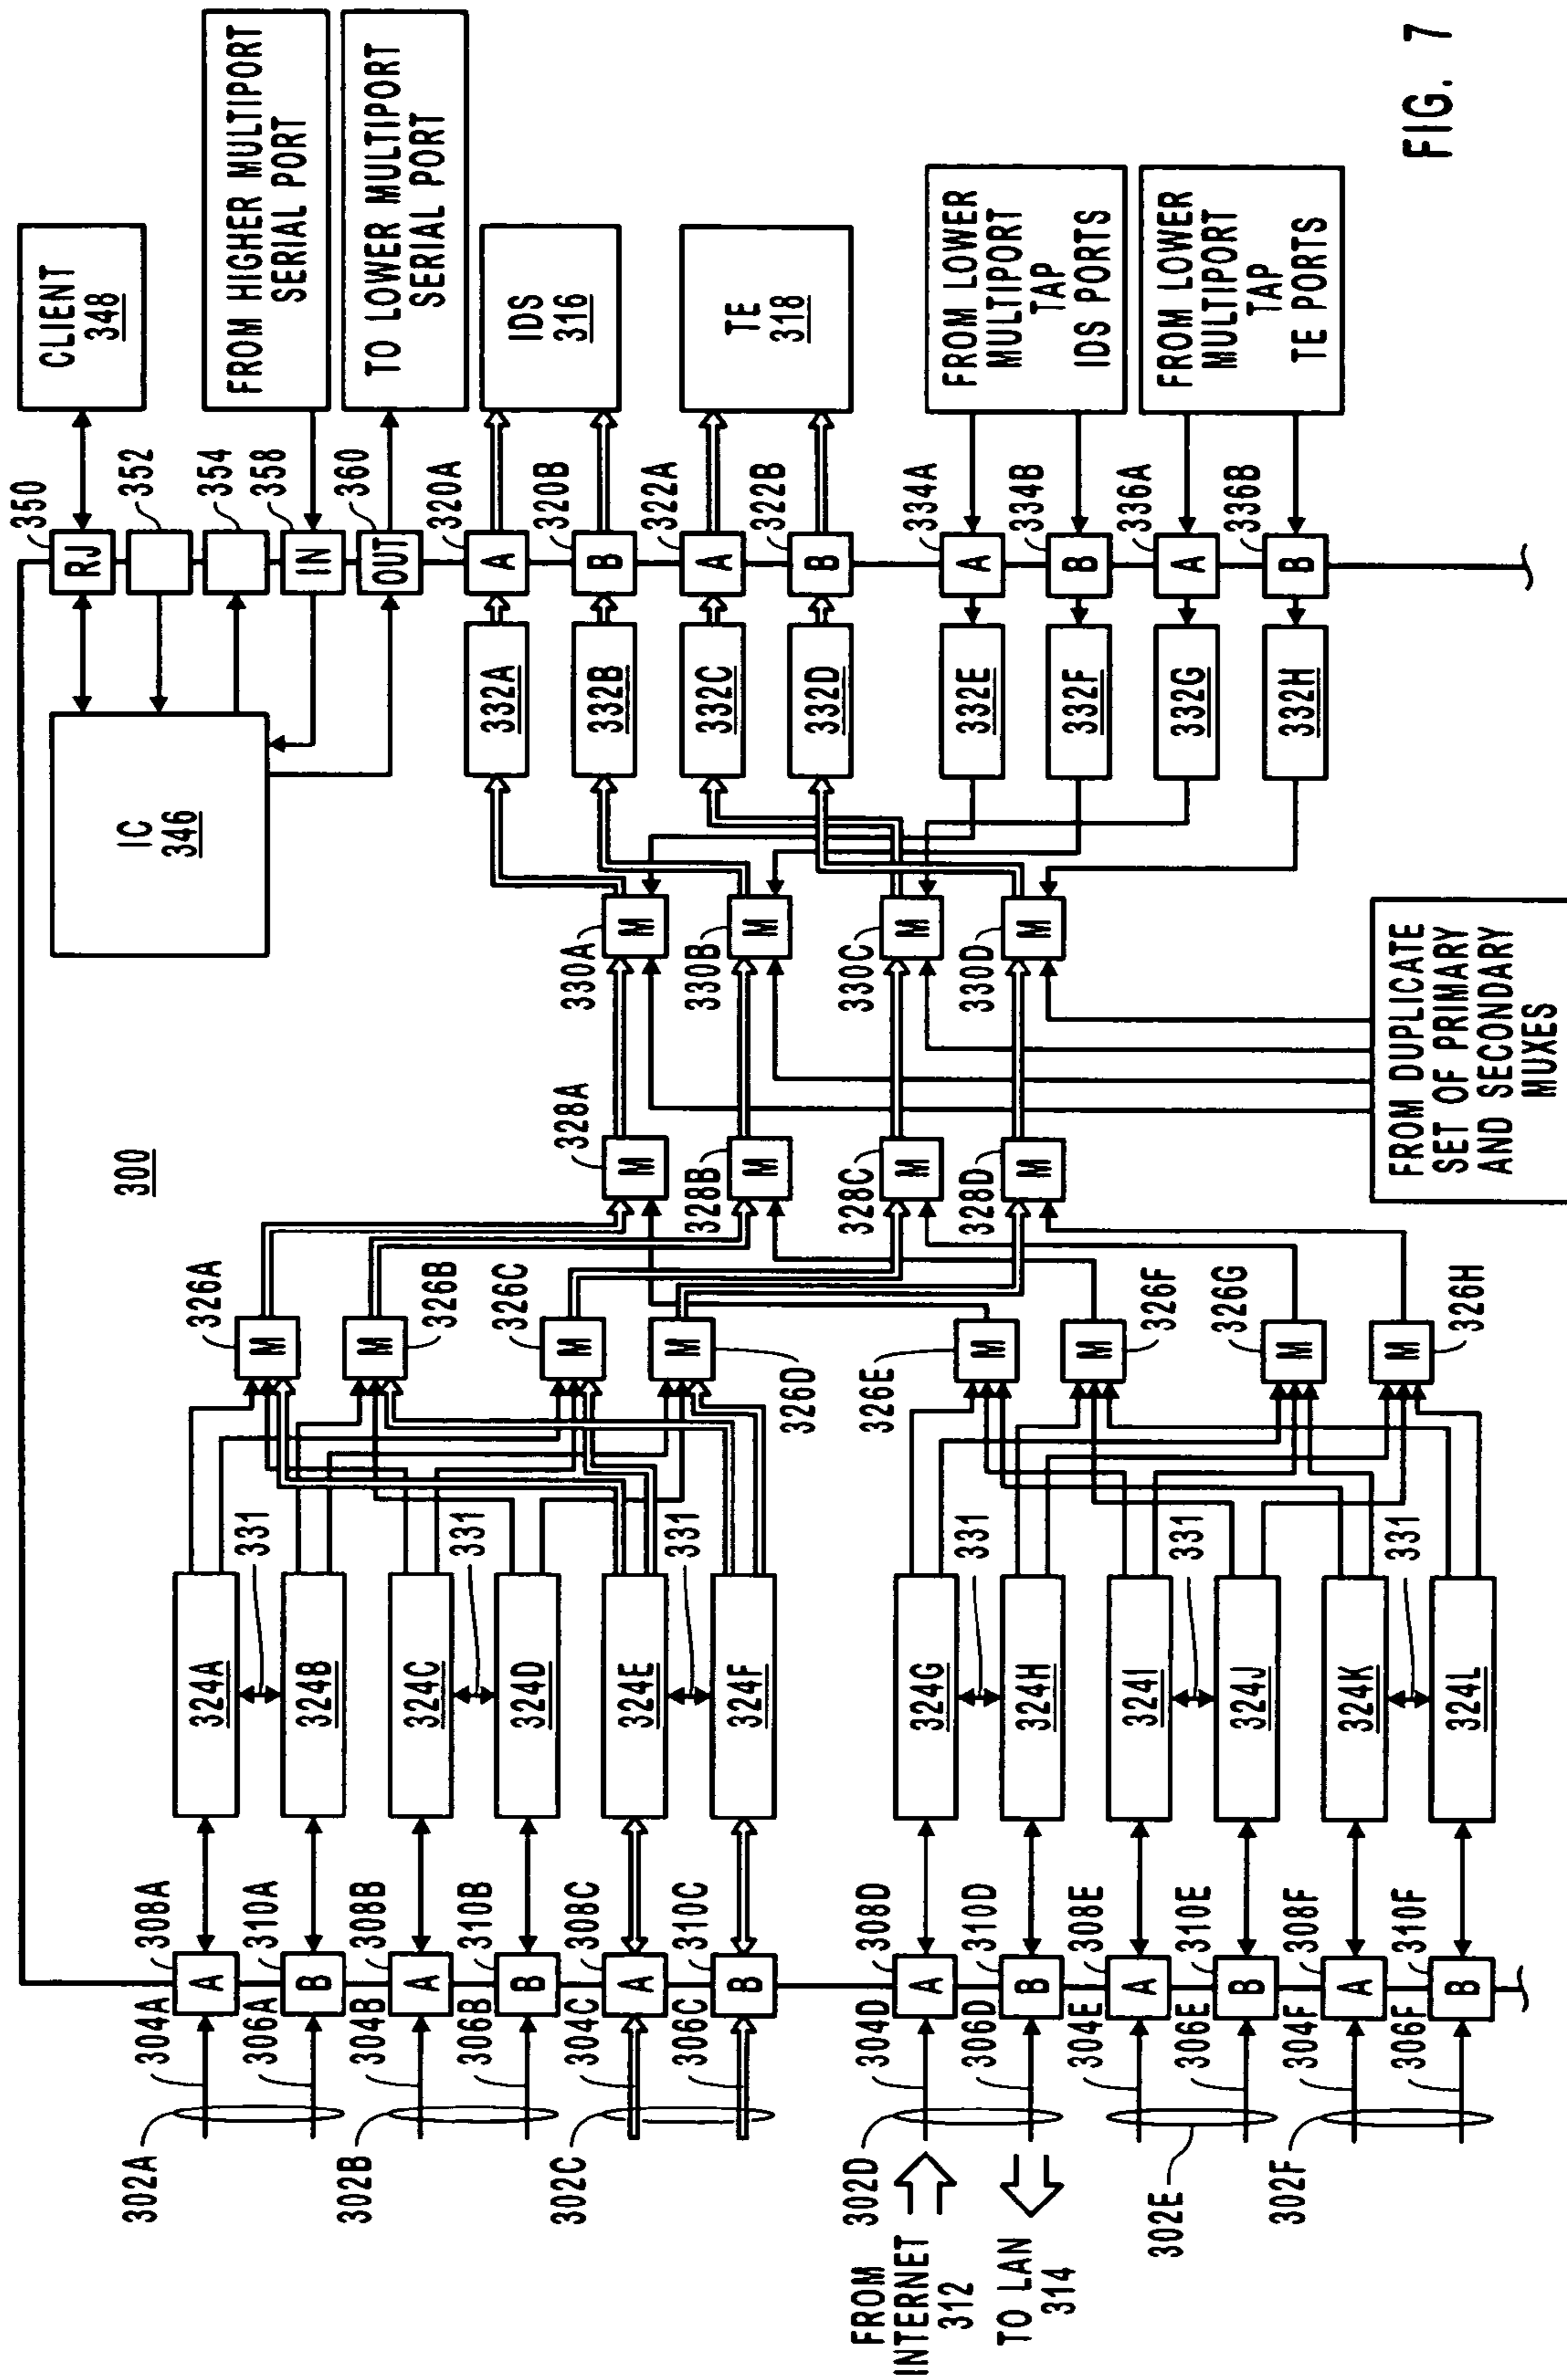 300
FIG. 7
302A
304A
306A
308A
310A
302B
304B
306B
308B
310B
302C
304C
306C
308C
310C
302D
304D
306D
308D
310D
302E
304E
306E
308E
310E
302F
304F
306F
308F
310F
FROM
INTERNET
312
TO LAN
314
A
B
A
B
A
B
A
B
A
B
A
B
324A
324B
324C
324D
324E
324F
324G
324H
324I
324J
324K
324L
331
331
331
331
331
331
326A
326B
326C
326D
326E
326F
326G
326H
M
M
M
M
M
M
M
M
328A
328B
328C
328D
M
M
M
M
330A
330B
330C
330D
M
M
M
M
FROM DUPLICATE
SET OF PRIMARY
AND SECONDARY
MUXES
IC
346
332A
332B
332C
332D
332E
332F
332G
332H
350
RJ
352
354
358
IN
360
OUT
320A
A
320B
B
322A
A
322B
B
334A
A
334B
B
336A
A
336B
B
CLIENT
348
FROM HIGHER MULTIPORT
SERIAL PORT
TO LOWER MULTIPORT
SERIAL PORT
IDS
316
TE
318
FROM LOWER
MULTIPORT
TAP
IDS PORTS
FROM LOWER
MULTIPORT
TAP
TE PORTS